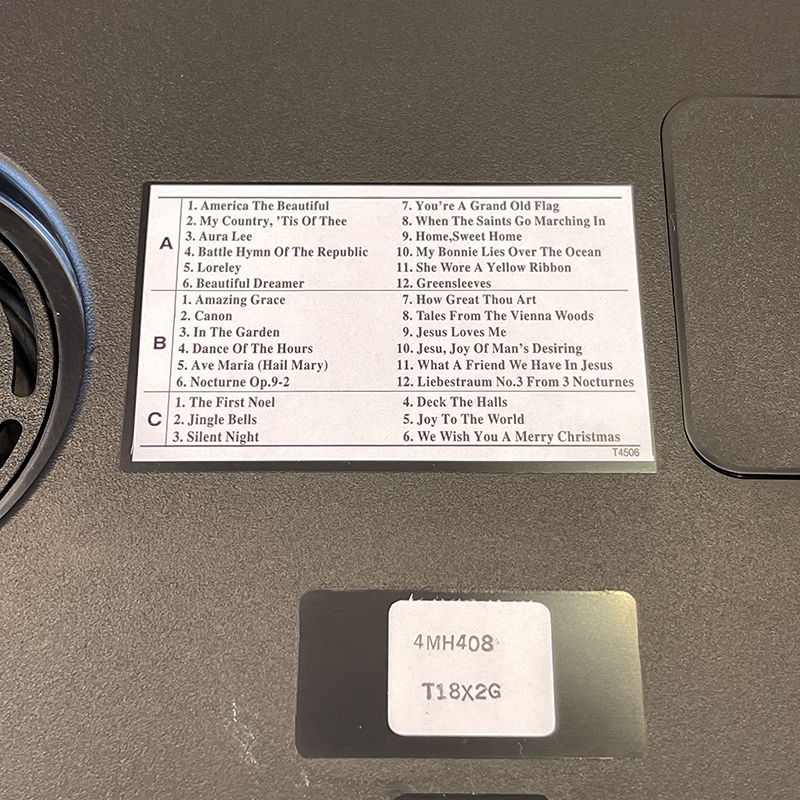 A
1. America The Beautiful
2. My Country, 'Tis Of Thee
3. Aura Lee
4. Battle Hymn Of The Republic
5. Loreley
6. Beautiful Dreamer
7. You're A Grand Old Flag
8. When The Saints Go Marching In
9. Home,Sweet Home
10. My Bonnie Lies Over The Ocean
11. She Wore A Yellow Ribbon
12. Greensleeves
B
1. Amazing Grace
2. Canon
3. In The Garden
4. Dance Of The Hours
5. Ave Maria (Hail Mary)
6. Nocturne Op.9-2
7. How Great Thou Art
8. Tales From The Vienna Woods
9. Jesus Loves Me
10. Jesu, Joy Of Man's Desiring
11. What A Friend We Have In Jesus
12. Liebestraum No.3 From 3 Nocturnes
C
1. The First Noel
2. Jingle Bells
3. Silent Night
4. Deck The Halls
5. Joy To The World
6. We Wish You A Merry Christmas
T4506
4MH408
T18X2G